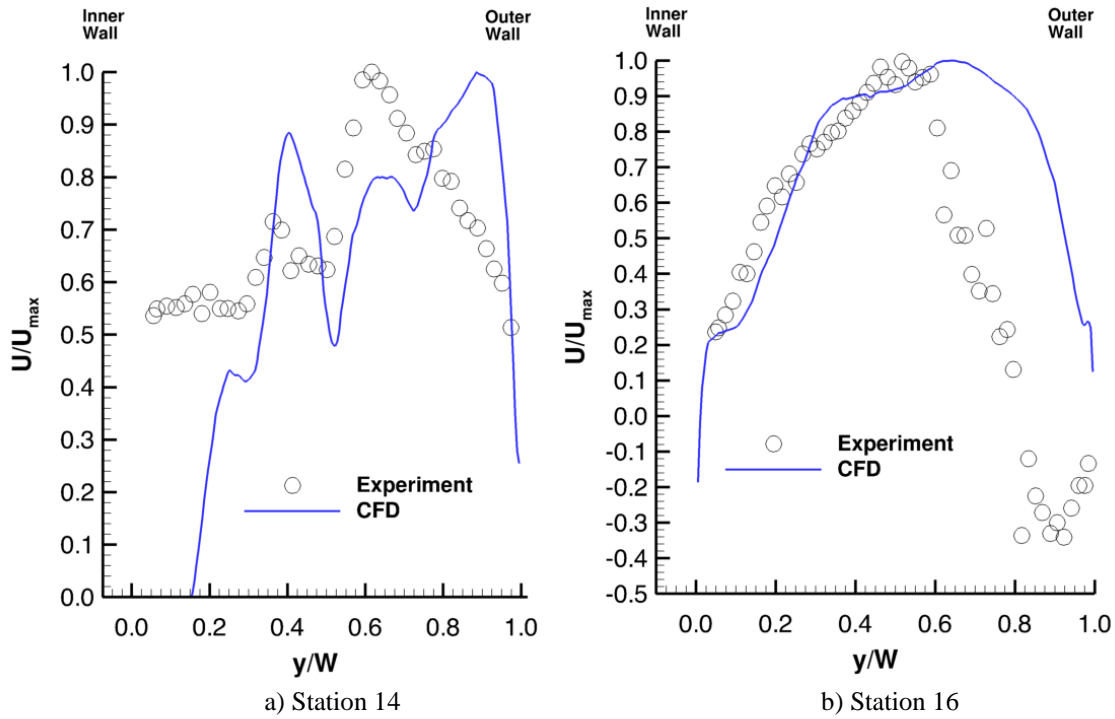 Inner
Wall
Outer
Wall
1.0
0.9
0.8
0.7
0.6
0.5
0.4
0.3
0.2
0.1
0.0
U/Umax
Experiment
CFD
0.0 0.2 0.4 0.6 0.8 1.0
y/W
a) Station 14
Inner
Wall
Outer
Wall
1.0
0.9
0.8
0.7
0.6
0.5
0.4
0.3
0.2
0.1
0.0
-0.1
-0.2
-0.3
-0.4
-0.5
U/Umax
Experiment
CFD
0.0 0.2 0.4 0.6 0.8 1.0
y/W
b) Station 16